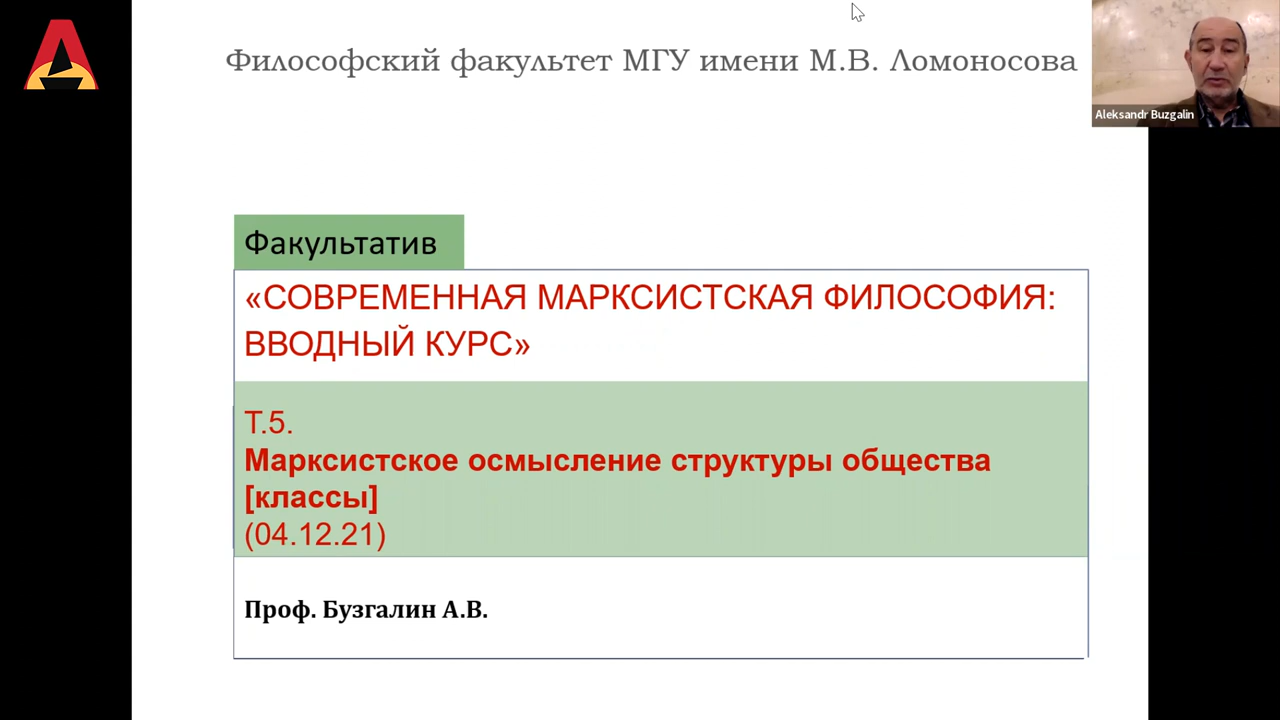 Философский факультет МГУ имени М.В. Ломоносова
Aleksandr Buzgalin
Факультатив
«СОВРЕМЕННАЯ МАРКСИСТСКАЯ ФИЛОСОФИЯ:
ВВОДНЫЙ КУРС»
Т.5.
Марксистское осмысление структуры общества
[классы]
(04.12.21)
Проф. Бузгалин А.В.